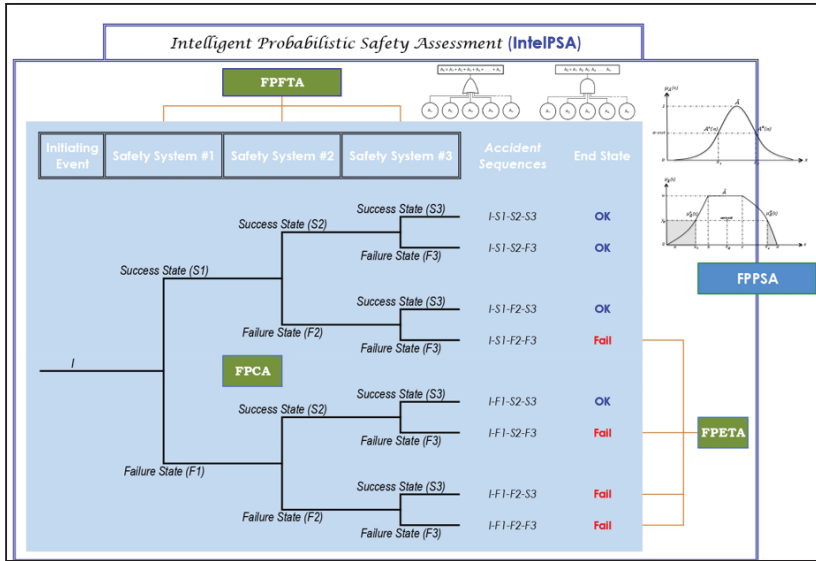 Intelligent Probabilistic Safety Assessment (IntelPSA)
FPFTA
Initiating Event
Safety System #1
Safety System #2
Safety System #3
Accident Sequences
End State
Success State (S3)
Success State (S2)
I-S1-S2-S3
OK
Failure State (F3)
I-S1-S2-F3
OK
Success State (S1)
FPPSA
Success State (S3)
I-S1-F2-S3
OK
Failure State (F2)
Failure State (F3)
I-S1-F2-F3
Fail
I
FPCA
Success State (S3)
Success State (S2)
I-F1-S2-S3
OK
Failure State (F3)
I-F1-S2-F3
Fail
FPETA
Failure State (F1)
Success State (S3)
I-F1-F2-S3
Fail
Failure State (F2)
Failure State (F3)
I-F1-F2-F3
Fail